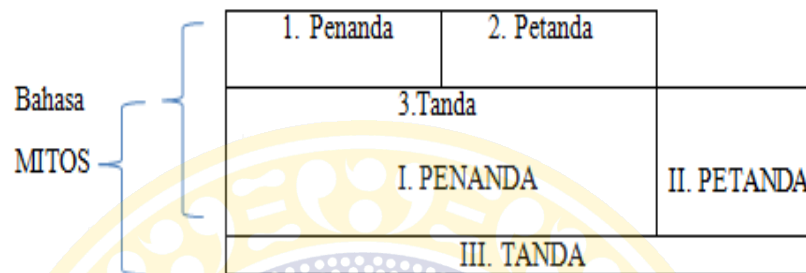 1. Penanda 2. Petanda
Bahasa 3.Tanda
MITOS I. PENANDA II. PETANDA
III. TANDA